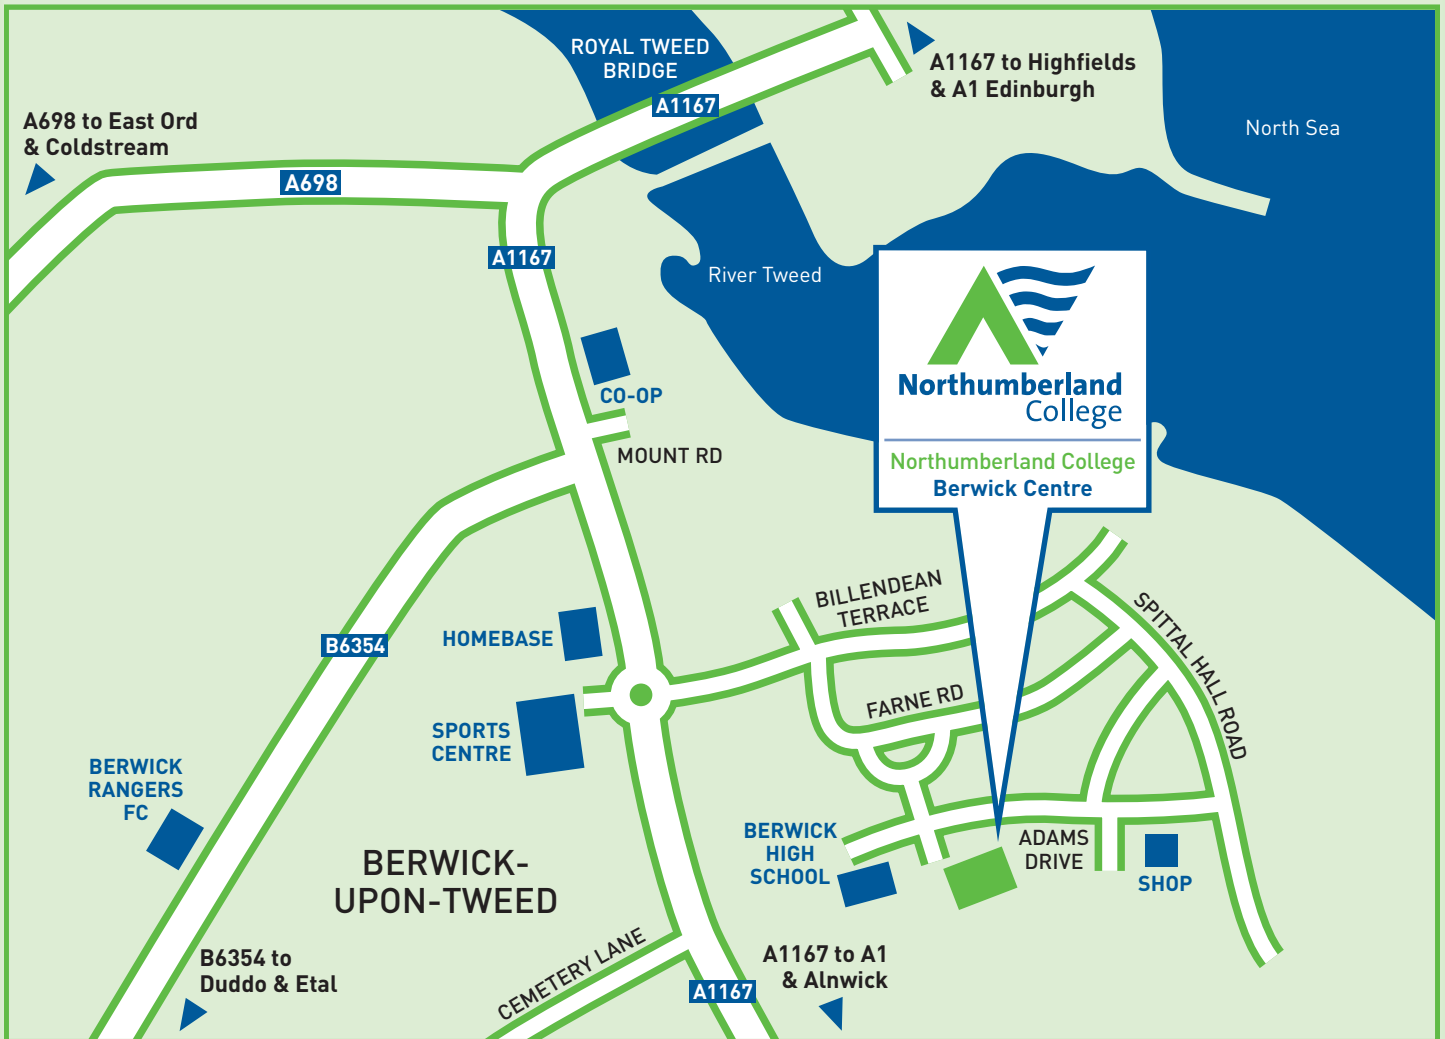 ROYAL TWEED
BRIDGE
A1167
A1167 to Highfields
& A1 Edinburgh
North Sea
A698 to East Ord
& Coldstream
A698
A1167
River Tweed
CO-OP
MOUNT RD
Northumberland
College
Northumberland College
Berwick Centre
BILLENDEAN
TERRACE
SPITTAL HALL ROAD
HOMEBASE
B6354
FARNE RD
SPORTS
CENTRE
BERWICK
RANGERS
FC
BERWICK
HIGH
SCHOOL
ADAMS
DRIVE
SHOP
BERWICK-
UPON-TWEED
B6354 to
Duddo & Etal
CEMETERY LANE
A1167
A1167 to A1
& Alnwick